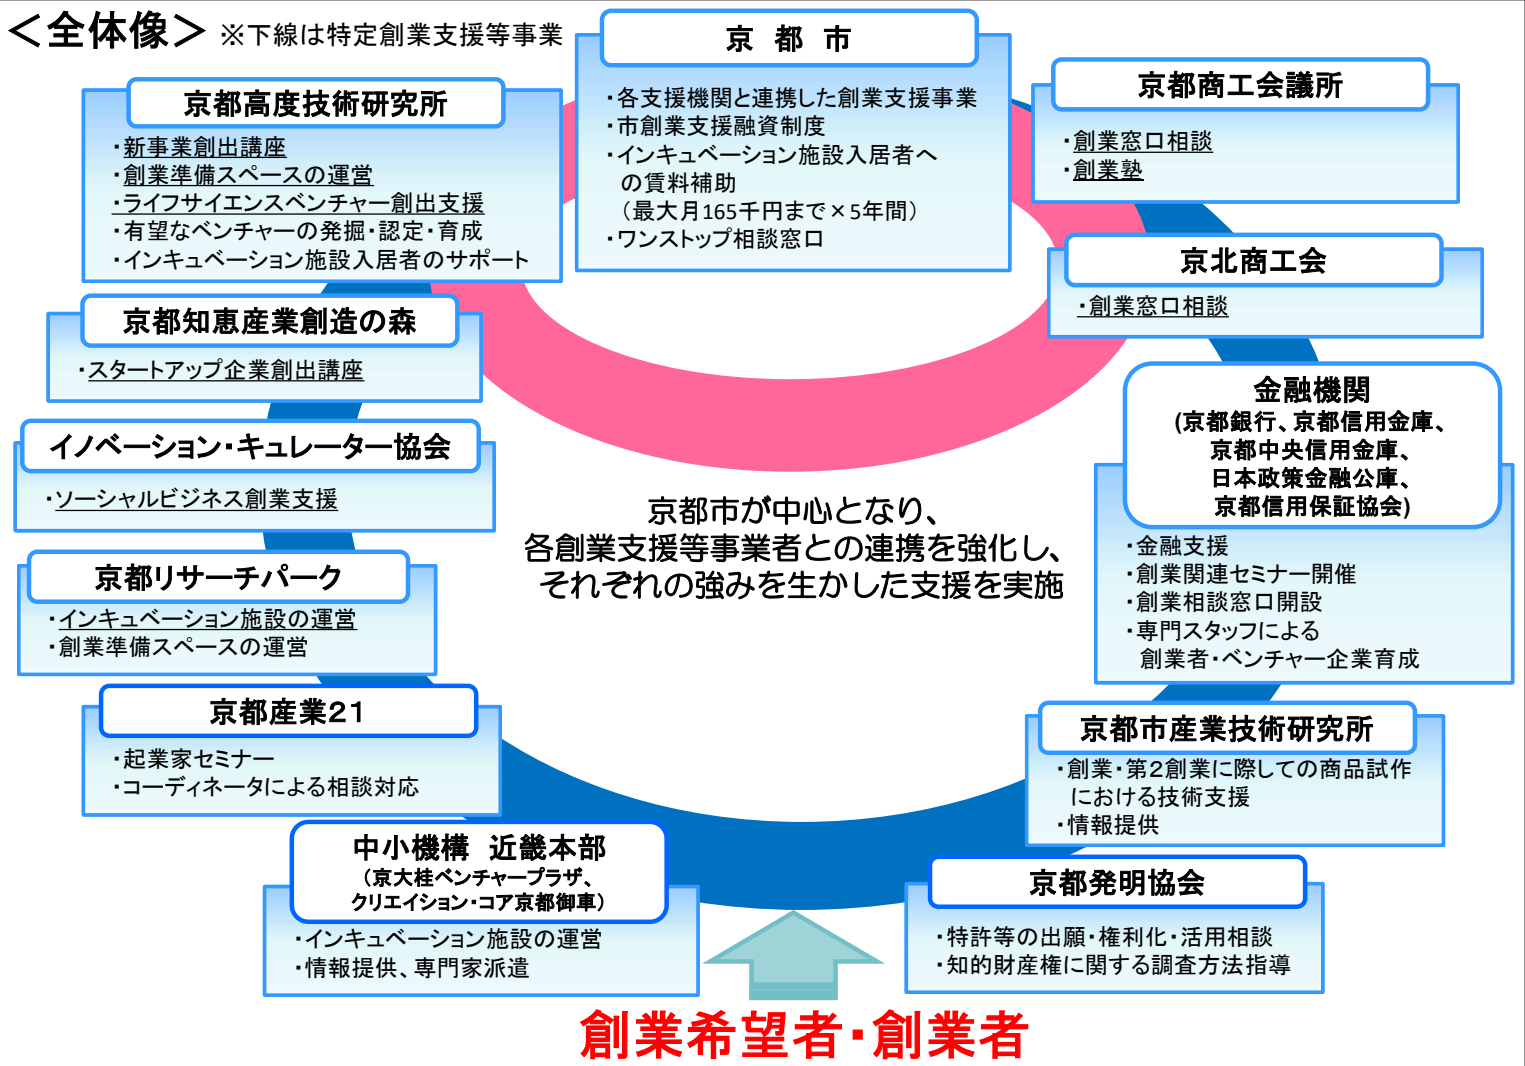 ＜全体像＞ ※下線は特定創業支援等事業
京 都 市
・各支援機関と連携した創業支援事業
・市創業支援融資制度
・インキュベーション施設入居者へ
の賃料補助
（最大月165千円まで×5年間）
・ワンストップ相談窓口
京都高度技術研究所
・新事業創出講座
・創業準備スペースの運営
・ライフサイエンスベンチャー創出支援
・有望なベンチャーの発掘・認定・育成
・インキュベーション施設入居者のサポート
京都商工会議所
・創業窓口相談
・創業塾
京北商工会
・創業窓口相談
京都知恵産業創造の森
・スタートアップ企業創出講座
金融機関
(京都銀行、京都信用金庫、
京都中央信用金庫、
日本政策金融公庫、
京都信用保証協会)
・金融支援
・創業関連セミナー開催
・創業相談窓口開設
・専門スタッフによる
創業者・ベンチャー企業育成
イノベーション・キュレーター協会
・ソーシャルビジネス創業支援
京都市が中心となり、
各創業支援等事業者との連携を強化し、
それぞれの強みを生かした支援を実施
京都リサーチパーク
・インキュベーション施設の運営
・創業準備スペースの運営
京都産業２１
・起業家セミナー
・コーディネータによる相談対応
京都市産業技術研究所
・創業・第２創業に際しての商品試作
における技術支援
・情報提供
中小機構　近畿本部
（京大桂ベンチャープラザ、
クリエイション・コア京都御車）
・インキュベーション施設の運営
・情報提供、専門家派遣
京都発明協会
・特許等の出願・権利化・活用相談
・知的財産権に関する調査方法指導
創業希望者・創業者